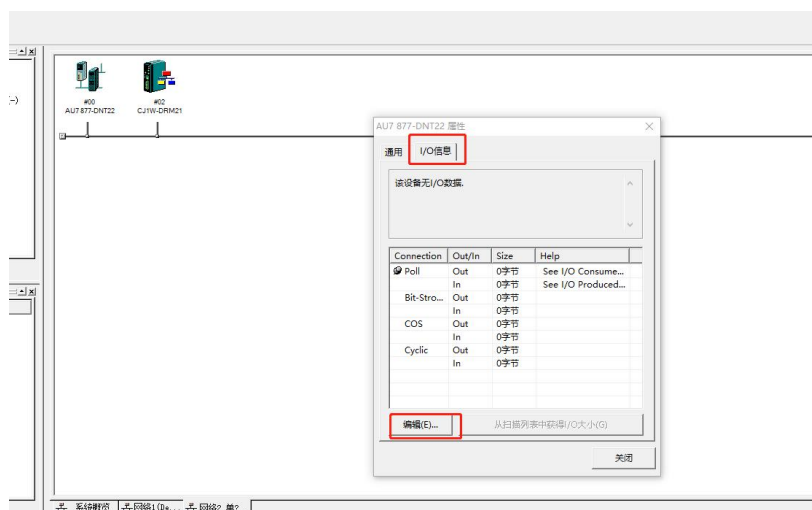 -)
#00
AU7 877-DNT22
#02
CJ1W-DRM21
AU7 877-DNT22 属性
通用 I/O信息
该设备无I/O数据.
Connection Out/In Size Help
Poll Out 0字节 See I/O Consume...
In 0字节 See I/O Produced...
Bit-Stro... Out 0字节
In 0字节
COS Out 0字节
In 0字节
Cyclic Out 0字节
In 0字节
编辑(E)... 从扫描列表中获得I/O大小(G)
关闭
系统概览 网络1(De... 网络2 单?